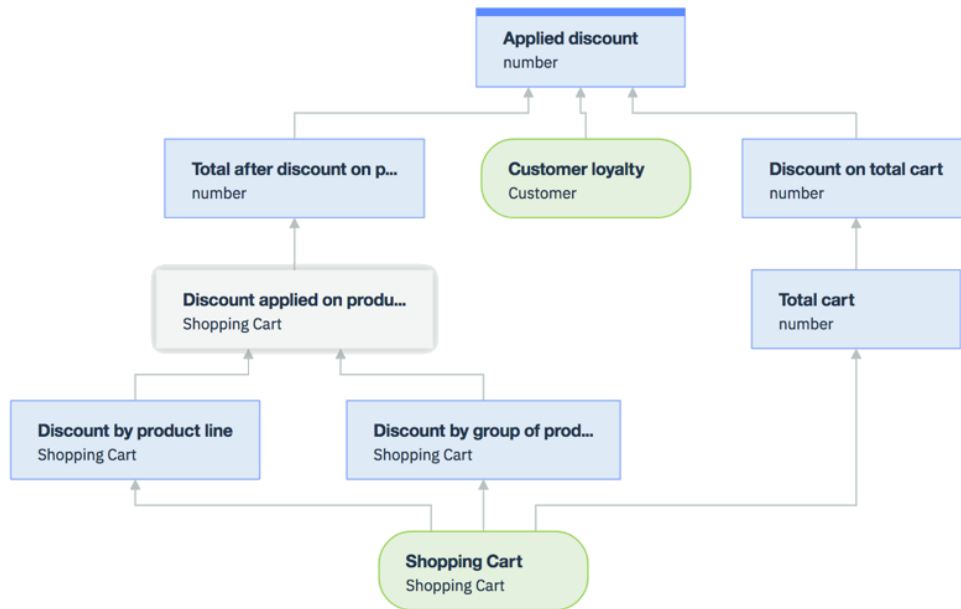 Applied discount
number
Total after discount on p...
number
Customer loyalty
Customer
Discount on total cart
number
Discount applied on produ...
Shopping Cart
Total cart
number
Discount by product line
Shopping Cart
Discount by group of prod...
Shopping Cart
Shopping Cart
Shopping Cart